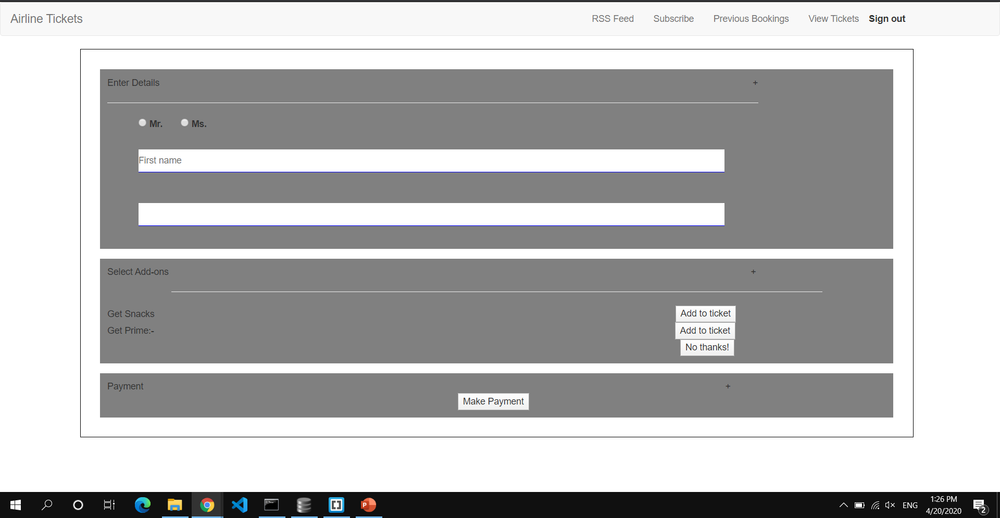 Airline Tickets RSS Feed Subscribe Previous Bookings View Tickets Sign out
Enter Details +
Mr. Ms.
First name
Select Add-ons +
Get Snacks Add to ticket
Get Prime:- Add to ticket
No thanks!
Payment +
Make Payment
ENG 1:26 PM
4/20/2020 2